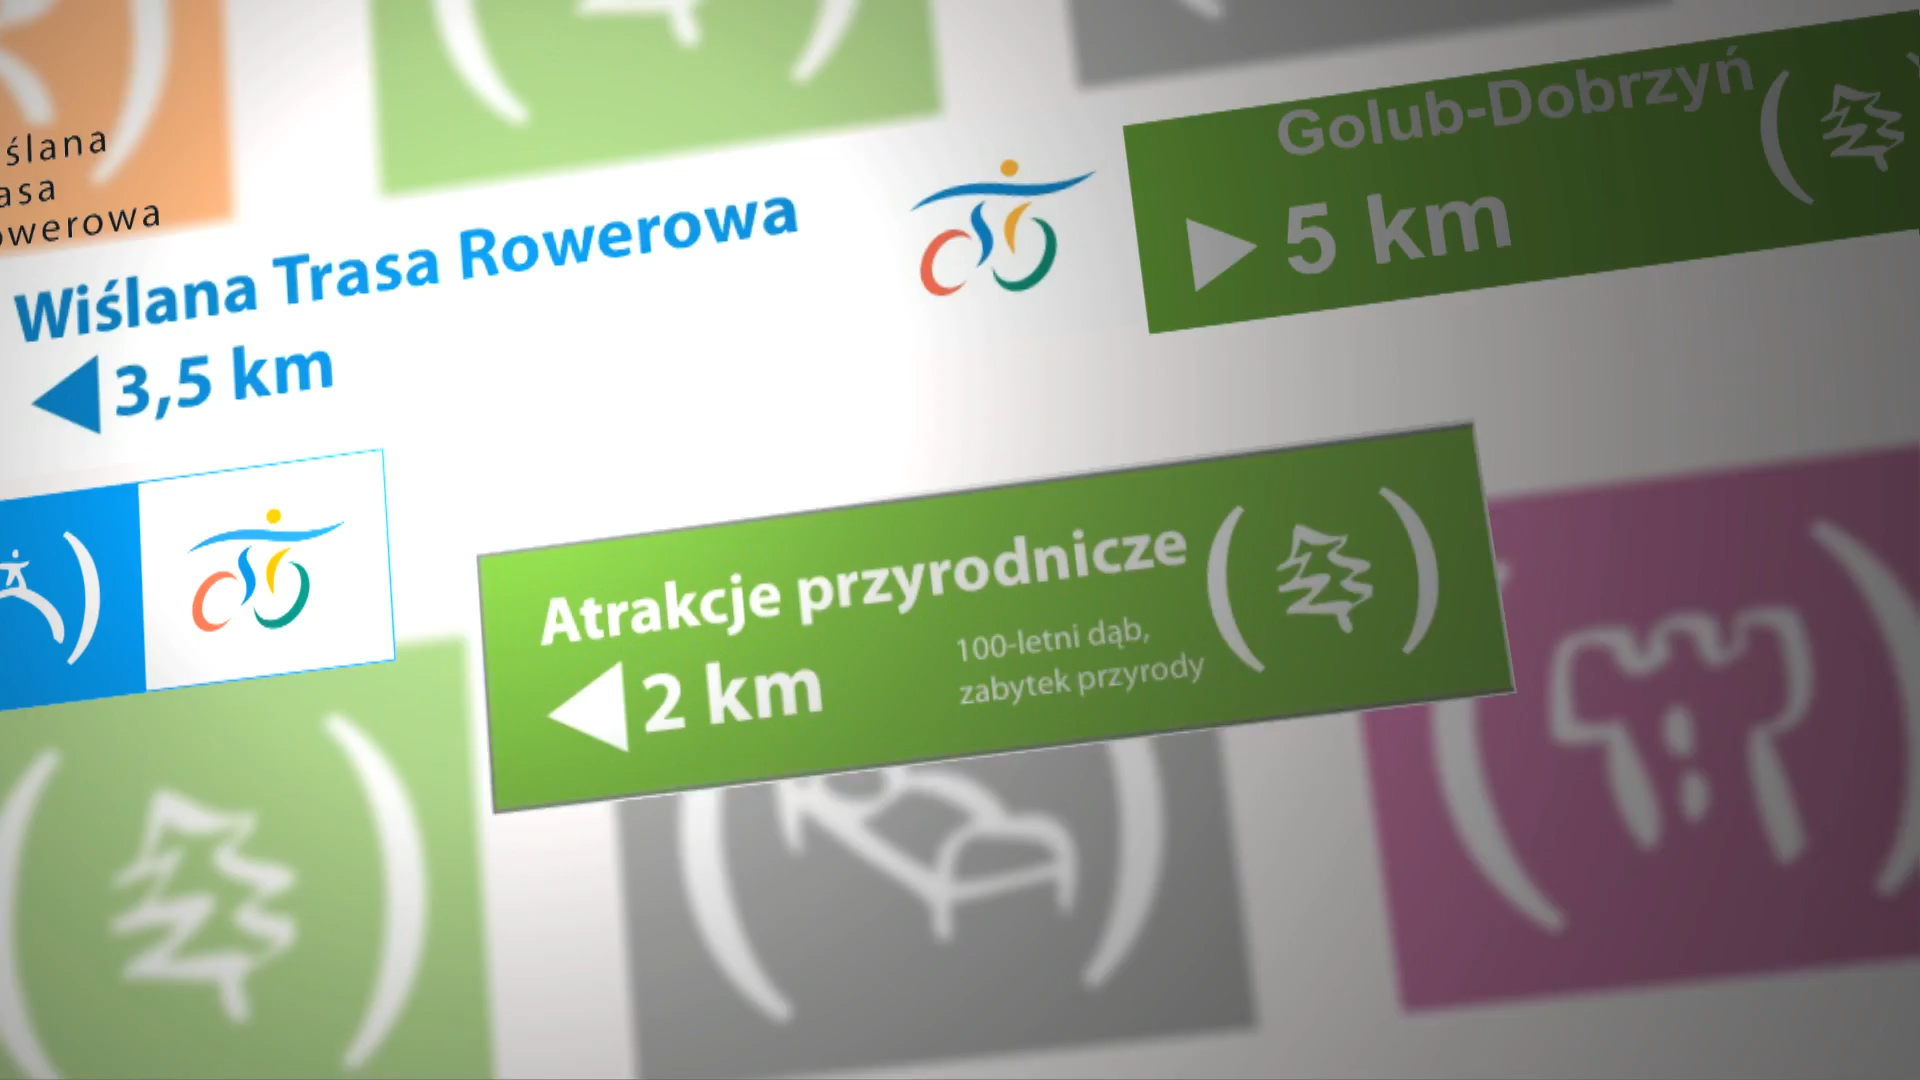 Golub-Dobrzyń
5 km
ślana
asa
owerowa
Wiślana Trasa Rowerowa
3,5 km
Atrakcje przyrodnicze
2 km
100-letni dąb,
zabytek przyrody